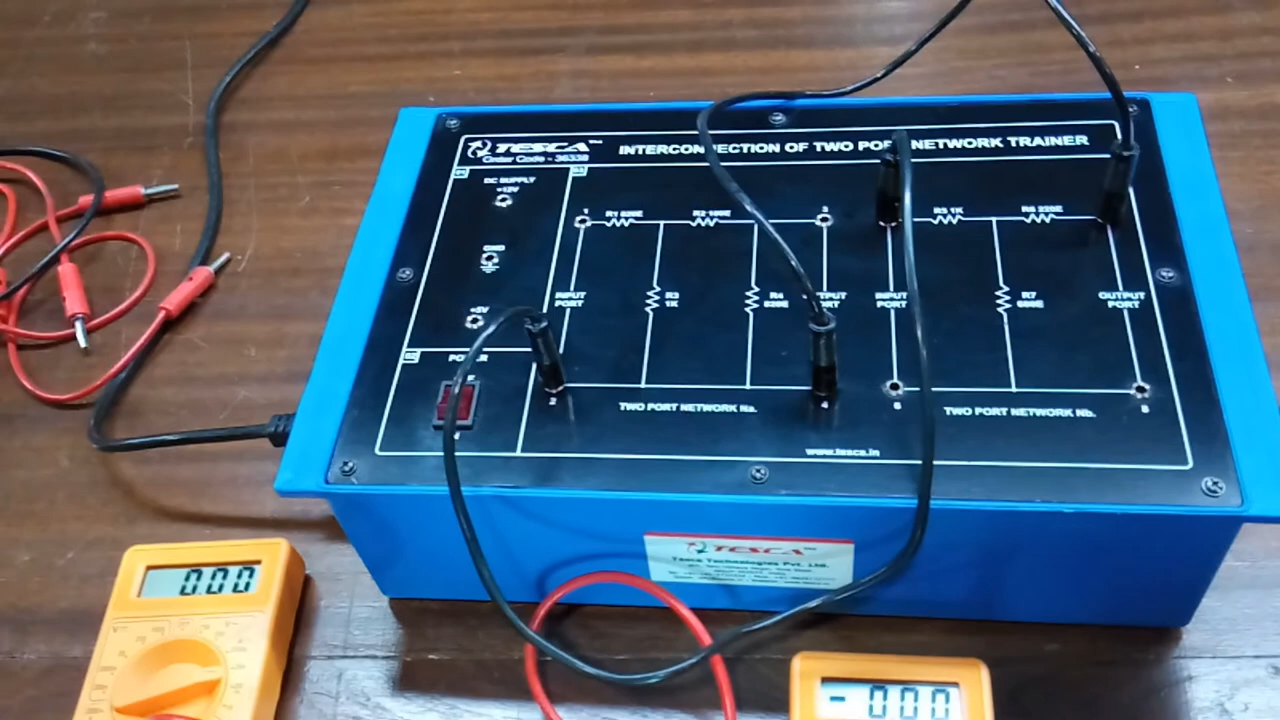 TESCA
INTERCONNECTION OF TWO PORT NETWORK TRAINER
Order Code - 36339
DC SUPPLY
+12V
GND
+5V
POWER
1
R1 820E
R2 100E
3
R5 1K
R6 220E
INPUT
PORT
R3
1K
R4
820E
INPUT
PORT
R7
680E
OUTPUT
PORT
2
4
6
8
TWO PORT NETWORK Na.
TWO PORT NETWORK Nb.
www.tesca.in
TESCA
Tesca Technologies Pvt. Ltd.
0.00
- 000